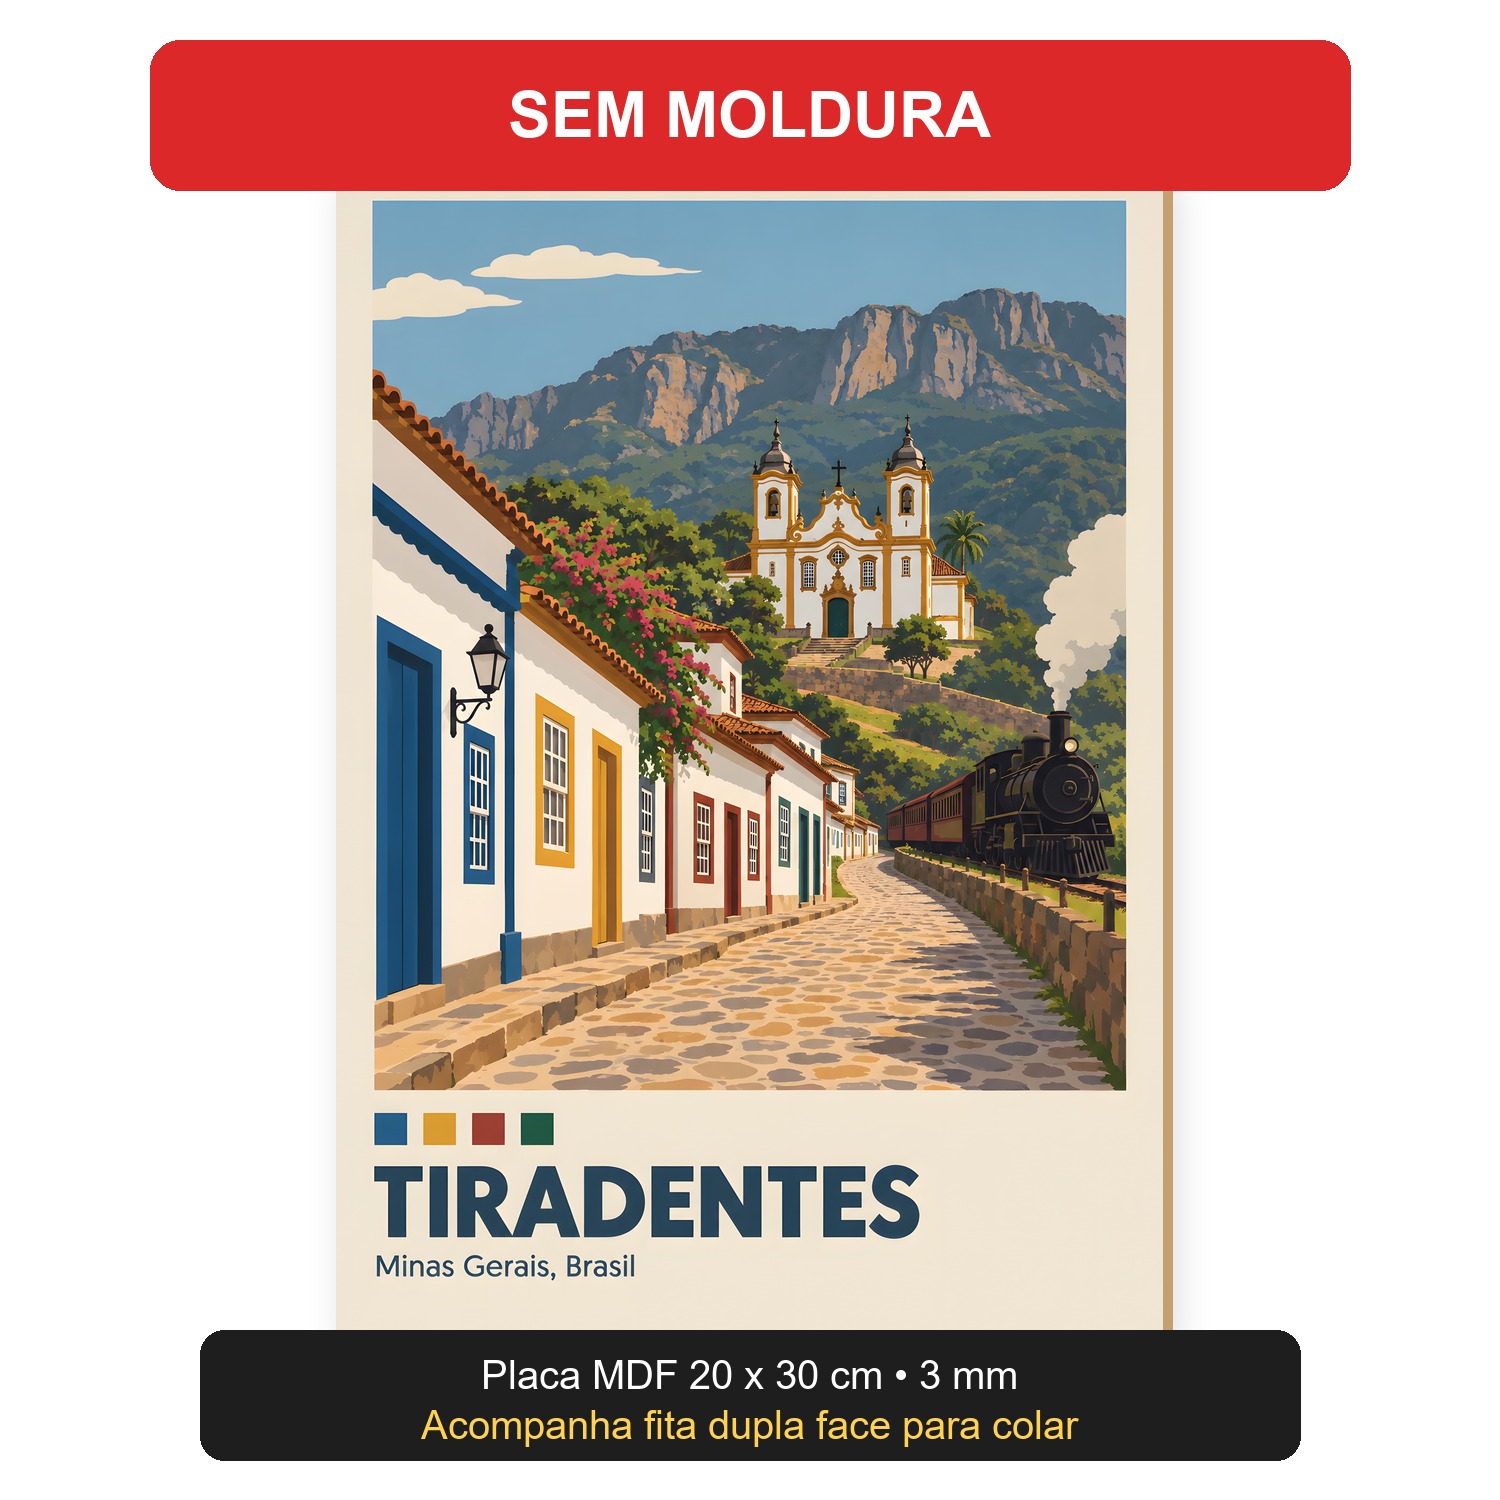 SEM MOLDURA
TIRADENTES
Minas Gerais, Brasil
Placa MDF 20 x 30 cm • 3 mm
Acompanha fita dupla face para colar